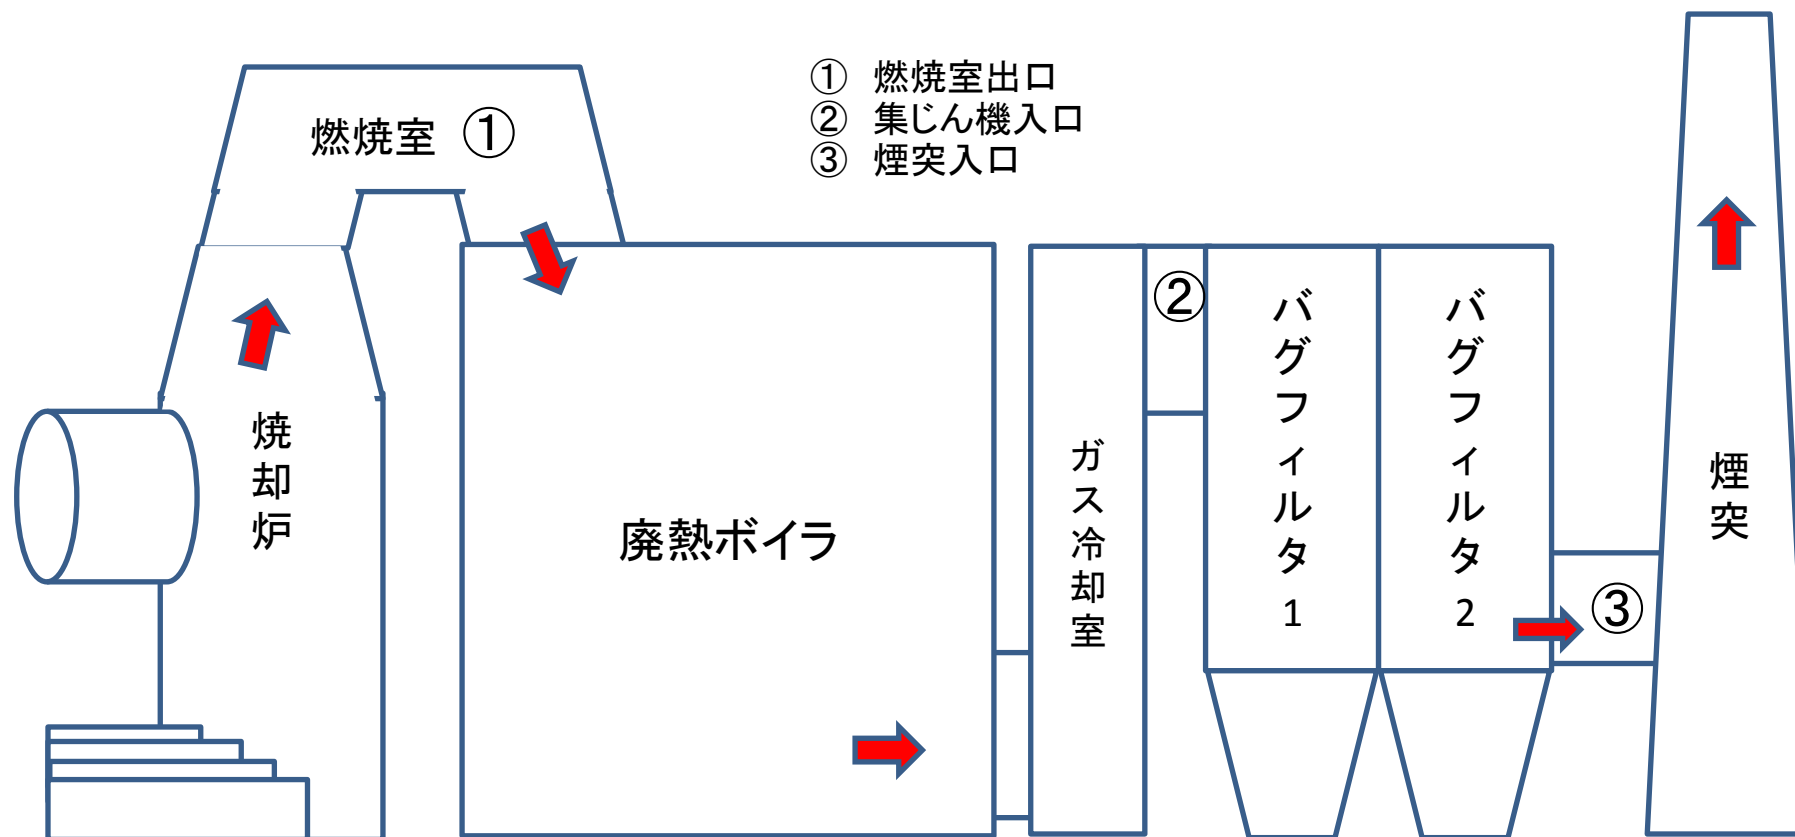 ① 燃焼室出口
② 集じん機入口
③ 煙突入口
燃焼室 ①
焼却炉
廃熱ボイラ
ガス冷却室
②
バグフィルタ1
バグフィルタ2
③
煙突